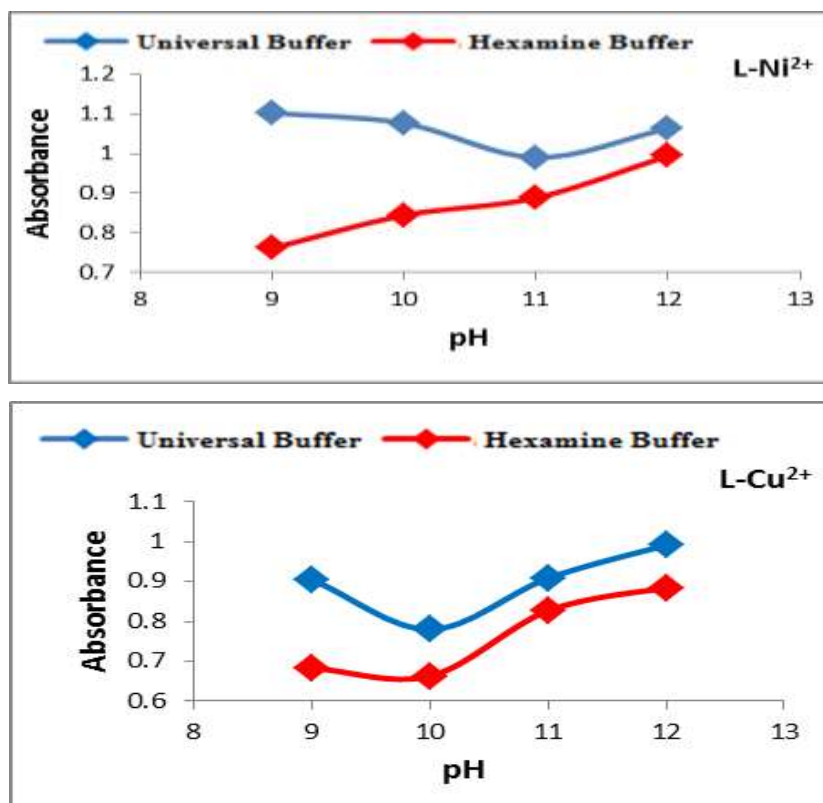 Universal Buffer Hexamine Buffer
L-Ni²⁺
1.2
1.1
1
0.9
0.8
0.7
8 9 10 11 12 13
Absorbance
pH
Universal Buffer Hexamine Buffer
L-Cu²⁺
1.1
1
0.9
0.8
0.7
0.6
8 9 10 11 12 13
Absorbance
pH